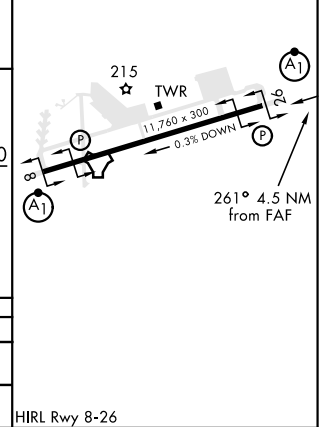 A1
215
TWR
11,760 x 300
0.3% DOWN
26
P
P
8
A1
261° 4.5 NM
from FAF
0
HIRL Rwy 8-26